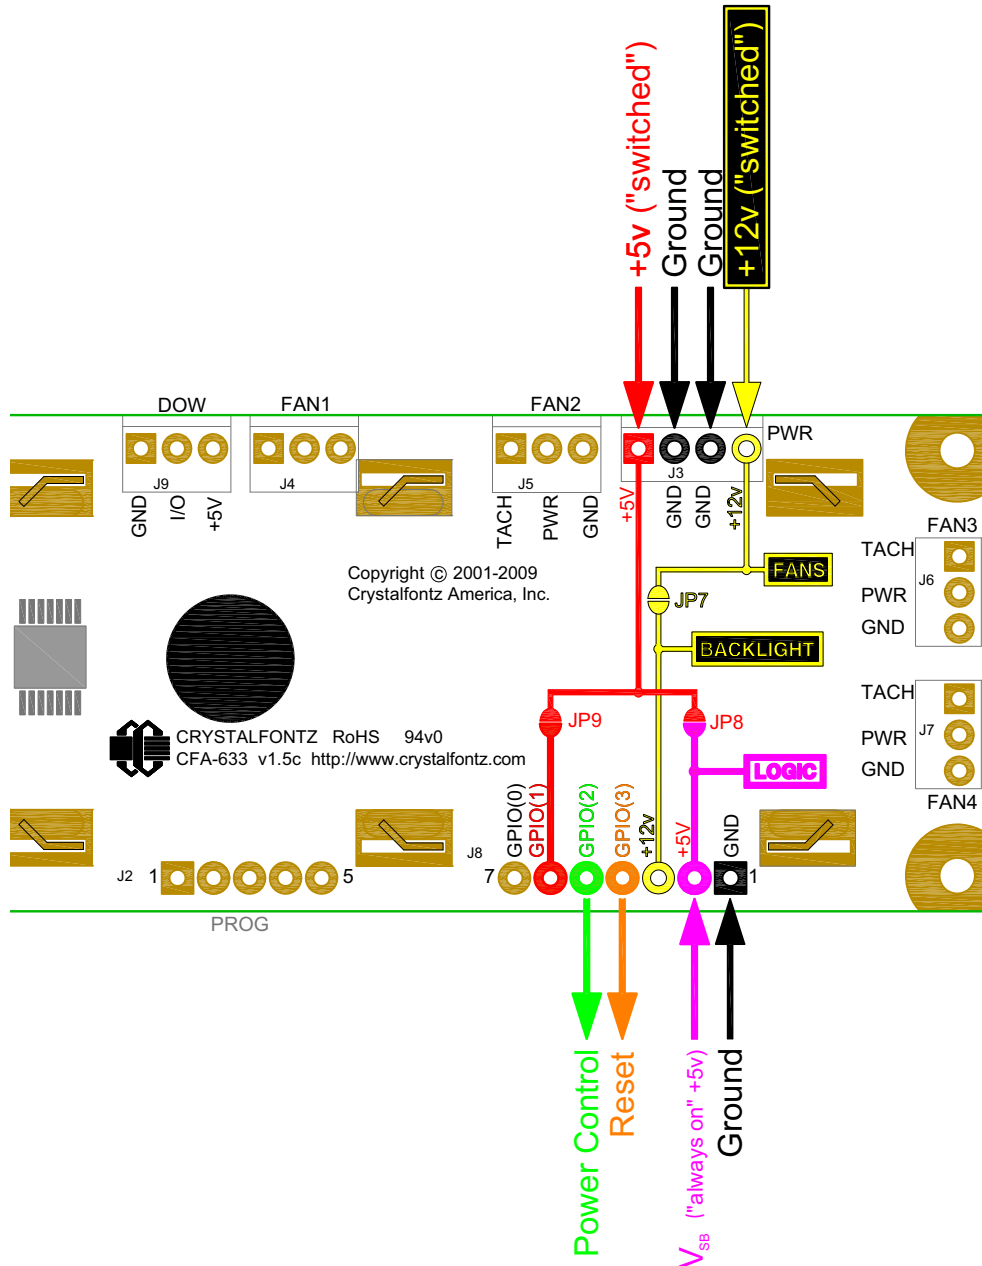 +5v ("switched")
Ground
Ground
+12v ("switched")
DOW
FAN1
FAN2
PWR
J9
J4
J5
J3
GND
I/O
+5V
TACH
PWR
GND
+5V
GND
GND
+12v
FAN3
TACH
J6
PWR
GND
Copyright © 2001-2009
Crystalfontz America, Inc.
FANS
JP7
BACKLIGHT
TACH
J7
PWR
GND
FAN4
JP9
JP8
CRYSTALFONTZ RoHS 94v0
CFA-633 v1.5c http://www.crystalfontz.com
LOGIC
GPIO(0)
GPIO(1)
GPIO(2)
GPIO(3)
+12v
+5V
GND
J8
J2
1
5
7
1
PROG
Power Control
Reset
VSB ("always on" +5v)
Ground